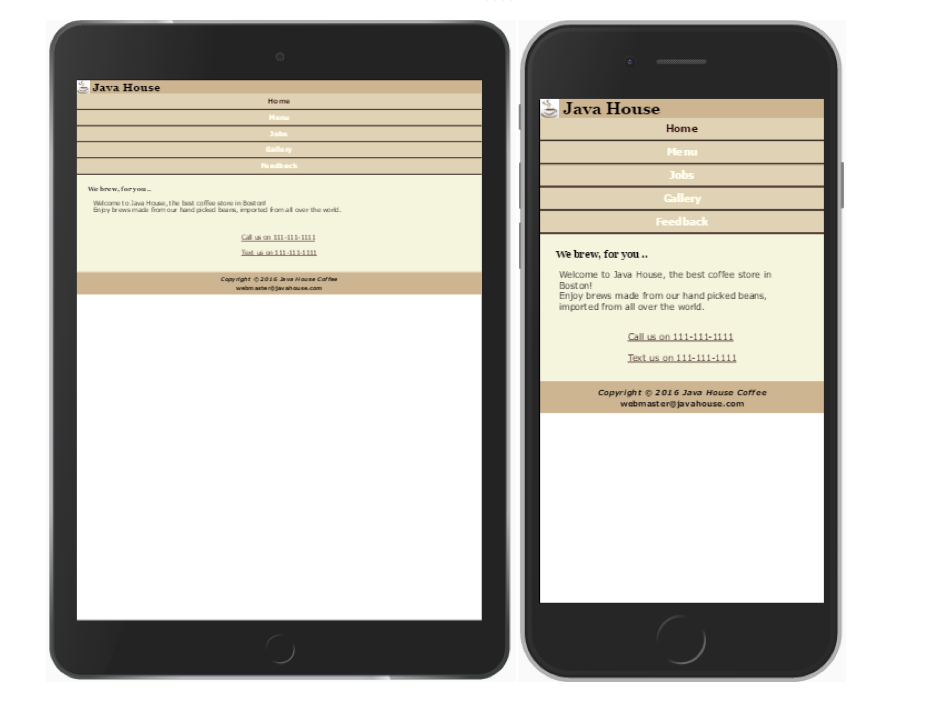 Java House
Home
Menu
Jobs
Gallery
Feedback
We brew, for you ..
Welcome to Java House, the best coffee store in Boston!
Enjoy brews made from our hand picked beans, imported from all over the world.
Call us on 111-111-1111
Text us on 111-111-1111
Copyright © 2016 Java House Coffee
webmaster@javahouse.com
Java House
Home
Menu
Jobs
Gallery
Feedback
We brew, for you ..
Welcome to Java House, the best coffee store in
Boston!
Enjoy brews made from our hand picked beans,
imported from all over the world.
Call us on 111-111-1111
Text us on 111-111-1111
Copyright © 2016 Java House Coffee
webmaster@javahouse.com